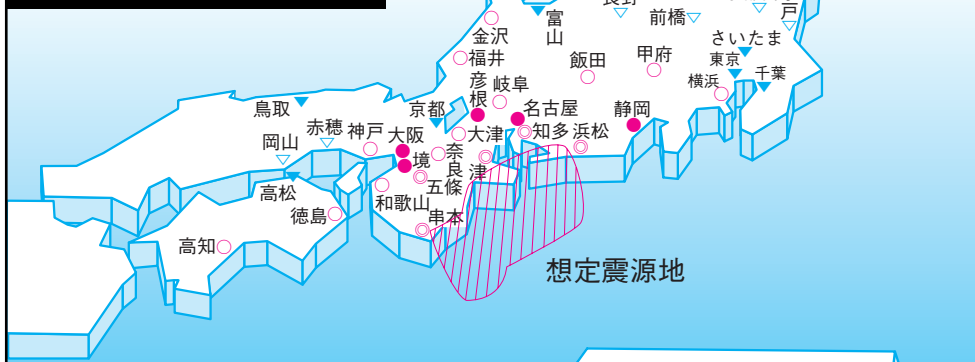 富山
前橋
戸
金沢
さいたま
福井
飯田
甲府
東京
千葉
彦根
岐阜
横浜
鳥取
京都
名古屋
静岡
赤穂
神戸
大阪
大津
知多
浜松
岡山
境
奈良
津
五條
高松
和歌山
徳島
串本
高知
想定震源地